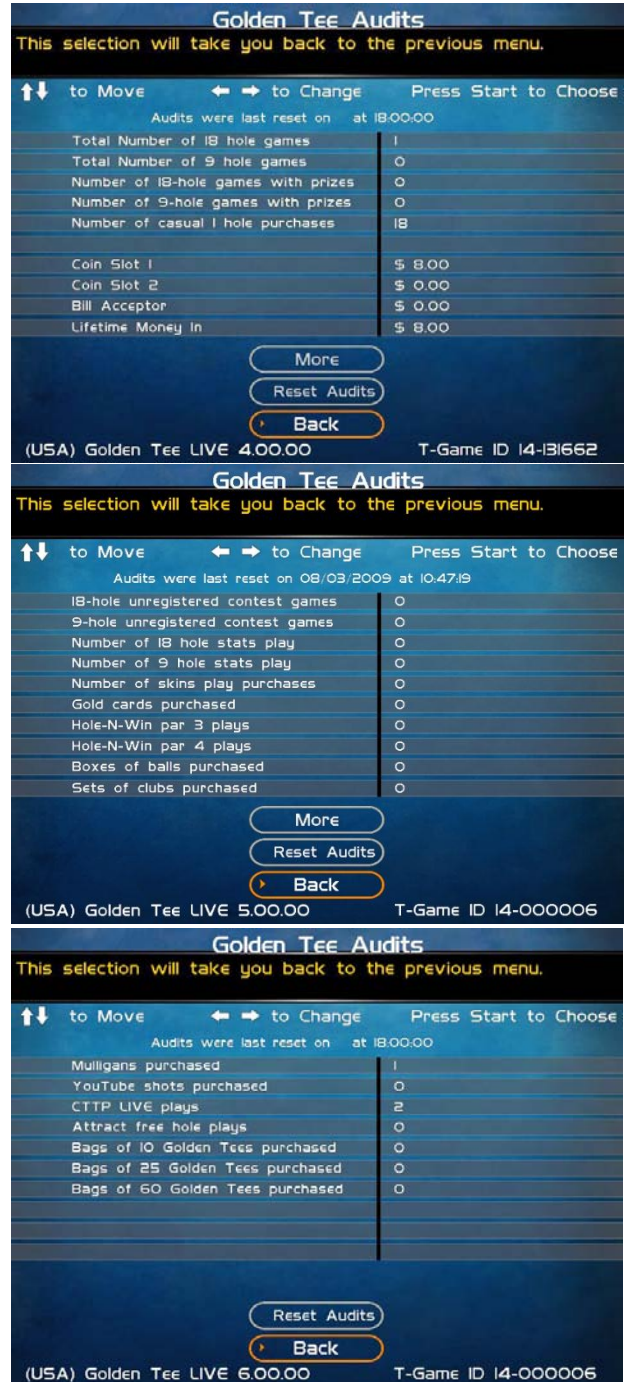 Golden Tee Audits
This selection will take you back to the previous menu.
↑↓ to Move ← → to Change Press Start to Choose
Audits were last reset on at 18:00:00
Total Number of 18 hole games 1
Total Number of 9 hole games 0
Number of 18-hole games with prizes 0
Number of 9-hole games with prizes 0
Number of casual 1 hole purchases 18
Coin Slot 1 $ 8.00
Coin Slot 2 $ 0.00
Bill Acceptor $ 0.00
Lifetime Money In $ 8.00
More
Reset Audits
Back
(USA) Golden Tee LIVE 4.00.00 T-Game ID 14-131662
Golden Tee Audits
This selection will take you back to the previous menu.
↑↓ to Move ← → to Change Press Start to Choose
Audits were last reset on 08/03/2009 at 10:47:19
18-hole unregistered contest games 0
9-hole unregistered contest games 0
Number of 18 hole stats play 0
Number of 9 hole stats play 0
Number of skins play purchases 0
Gold cards purchased 0
Hole-N-Win par 3 plays 0
Hole-N-Win par 4 plays 0
Boxes of balls purchased 0
Sets of clubs purchased 0
More
Reset Audits
Back
(USA) Golden Tee LIVE 5.00.00 T-Game ID 14-000006
Golden Tee Audits
This selection will take you back to the previous menu.
↑↓ to Move ← → to Change Press Start to Choose
Audits were last reset on at 18:00:00
Mulligans purchased 1
YouTube shots purchased 0
CTTP LIVE plays 2
Attract free hole plays 0
Bags of 10 Golden Tees purchased 0
Bags of 25 Golden Tees purchased 0
Bags of 60 Golden Tees purchased 0
Reset Audits
Back
(USA) Golden Tee LIVE 6.00.00 T-Game ID 14-000006